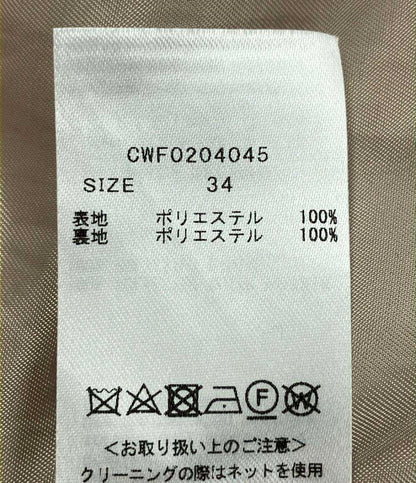 CWF0204045
SIZE 34
表地 ポリエステル 100%
裏地 ポリエステル 100%
F W
<お取り扱い上のご注意>
クリーニングの際はネットを使用